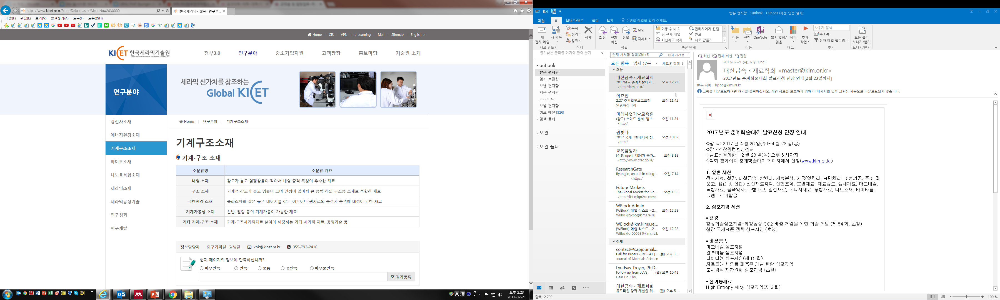 https://www.kicet.re.kr/Front/Default.aspx?MenuNo=2030000
[한국세라믹기술원] 연구분...
파일(F) 편집(E) 보기(V) 즐겨찾기(A) 도구(T) 도움말(H)
Home · CIS · VPN · e-Learning · Mail · Sitemap · English
KICET 한국세라믹기술원
KOREA INSTITUTE OF CERAMIC ENGINEERING & TECHNOLOGY
정부3.0 연구분야 중소기업지원 고객광장 홍보마당 기술원 소개
연구분야
세라믹 신가치를 창조하는
Global KICET
광전자소재
에너지환경소재
기계구조소재
바이오소재
나노융복합소재
세라믹소재
세라믹공정기술
연구성과
연구개발
Home 연구분야 기계구조소재
기계구조소재
기계·구조 소재
소분류명 소분류 개요
내열 소재 강도가 높고 열팽창율이 작아서 내열 충격 특성이 우수한 재료
구조 소재 기계적 강도가 높고 영율이 크며 인성이 있어서 큰 응력 하의 구조용 소재로 적합한 재료
극한환경 소재 플라즈마와 같은 높은 네어지를 갖는 이온이나 원자로의 중성자 충격에 내성이 강한 재료
기계가공성 소재 선반, 밀링 등의 기계가공이 가능한 재료
기타 기계·구조 소재 기계·구조세라믹재료 분야에 해당하는 기타 세라믹 재료, 공정기술 등
정보담당자 연구기획실 권병관 kbk@kicet.re.kr 055-792-2416
현재 페이지의 정보에 만족하십니까?
매우만족 만족 보통 불만족 매우불만족
평가등록
A 漢
오후 2:23
2017-02-21
받은 편지함 - Outlook - Outlook (제품 인증 실패)
파일 홈 보내기/받기 폴더 보기 수행할 작업을 알려 주세요.
새 전자 메일
새 항목
새로 만들기
무시
정리
정크
삭제
삭제
회신
전체 회신
전달
모임
자세히
응답
이동 위치: ?
팀 전자 메일
회신하고 삭제
관리자에게 전달
완료
새로 만들기
빠른 단계
이동
규칙
OneNote
이동
읽지 않음/읽음
범주
추가 작업
태그
사용자 검색
주소록
전자 메일 필터링
찾기
모든 폴더 보내기/받기
보내기/받기
즐겨찾는 폴더를 여기에 끌어 놓기
outlook
받은 편지함
임시 보관함
보낸 편지함
지운 편지함
RSS 피드
보낼 편지함
정크 메일 [326]
검색 폴더
보관
보관 폴더
현재 사서함 검색(Ctrl+E) 현재 사서함
모든 항목 읽지 않음 새로운 항목 ↓
오늘
대한금속・재료학회
2017년도 춘계학술대회 ... 오후 12:23
<http://kim.or.kr/
이효진
2.27 주간업무보고요청 오전 11:42
안녕하십니까
미래사업기술교육원
(광고) 스마트 센서, 멤브... 오전 11:31
<http:/
권빛나
2017 국제그린에너지 컨... 오전 10:02
<http:/
교육담당자
[신청 open] 제34차 국가... 오전 8:18
<http://www.nfec.go.kr/
ResearchGate
Byungjin, an article citing ... 오전 7:14
<https:/
Future Markets
The Global Market for Sin... 오전 1:55
<http://list.mlgn2ca.com/
WBlock Admin
[WBlock] 메일 리스트 - 2... 오전 12:28
WBlock[bjcho@kims.re.kr]
WBlock@km.kims.re....
[WBlock] 메일 리스트 - 2... 오전 12:28
WBlock[d_00098@kims.re.k
어제
contact@sapjournal....
Call for Papers - JMSEAT [... (월) 오후 1...
Journal of Materials Science
Lyndsay Troyer, Ph.D.
Follow up from JoVE (월) 오후 10:41
Dear Dr. Cho,
대한금속・재료학회
튜토리얼 강좌 개설을 위... (월) 오후 5...
항목: 2,793
회신 전체 회신 전달
2017-02-21 (화) 오후 12:21
대한금속・재료학회 <master@kim.or.kr>
2017년도 춘계학술대회 발표신청 연장 안내[2월 23일까지]
받는 사람 bjcho@kims.re.kr
그림을 다운로드하려면 여기를 클릭하십시오. 개인 정보를 보호하기 위해 이 메시지의 일부 그림은 자동으로 다운로드되지 않습니다.
2017년도 춘계학술대회 발표신청 연장 안내
◇날 짜: 2017년 4월 26일(수)~4월 28일(금)
◇장 소: 창원컨벤션센터
◇발표신청기한: 2월 23일(목) 오후 6시까지
◇학회 홈페이지 춘계학술대회 페이지에서 신청(www.kim.or.kr)
1. 일반 세션
전자재료, 철강, 비철금속, 상변태, 재료분석, 가공(열처리, 표면처리, 소성가공, 주조 및
응고, 용접 및 접합) 전산재료과학, 집합조직, 분말재료, 재료강도, 생체재료, 마그네슘,
복합재료, 금속역사, 마찰마모, 열전재료, 에너지재료, 융합재료, 나노소재, 타이타늄,
고엔트로피합금
2. 심포지엄 세션
▪ 철강
철강기술심포지엄-제철공정 CO2 배출 저감을 위한 기술 개발 (제 84회, 초청)
철강 국제표준 전략 심포지엄 (초청)
▪ 비철금속
마그네슘 심포지엄
알루미늄 심포지엄
타이타늄 심포지엄(제 18회)
지르코늄 핵연료 피복관 개발 현황 심포지엄
도시광석 재자원화 심포지엄 (초청)
▪ 신기능재료
High Entropy Alloy 심포지엄(제 3회)
100 %